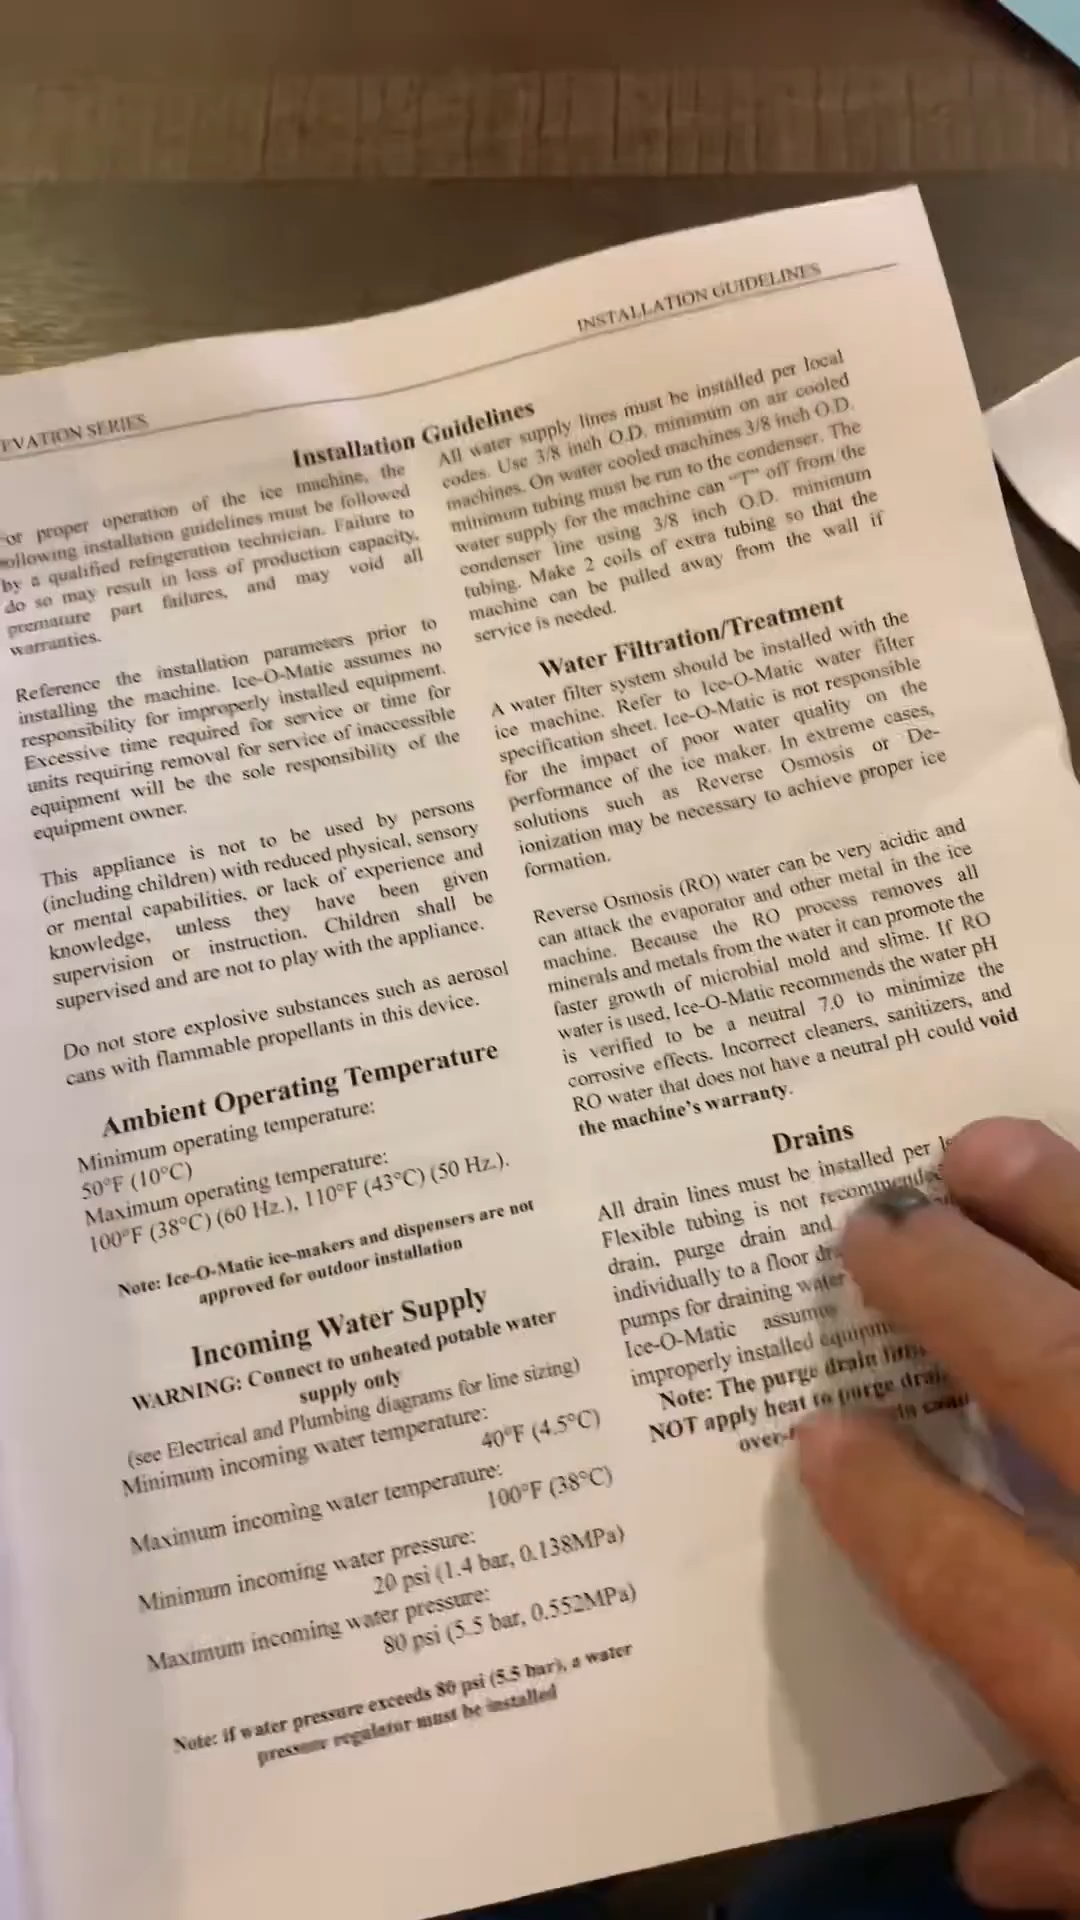 EVATION SERIES
INSTALLATION GUIDELINES
Installation Guidelines
or proper operation of the ice machine, the
ollowing installation guidelines must be followed
by a qualified refrigeration technician. Failure to
do so may result in loss of production capacity,
premature part failures, and may void all
warranties.
Reference the installation parameters prior to
installing the machine. Ice-O-Matic assumes no
responsibility for improperly installed equipment.
Excessive time required for service or time for
units requiring removal for service of inaccessible
equipment will be the sole responsibility of the
equipment owner.
This appliance is not to be used by persons
(including children) with reduced physical, sensory
or mental capabilities, or lack of experience and
knowledge, unless they have been given
supervision or instruction. Children shall be
supervised and are not to play with the appliance.
Do not store explosive substances such as aerosol
cans with flammable propellants in this device.
Ambient Operating Temperature
Minimum operating temperature:
50°F (10°C)
Maximum operating temperature:
100°F (38°C) (60 Hz.), 110°F (43°C) (50 Hz.).
Note: Ice-O-Matic ice-makers and dispensers are not
approved for outdoor installation
Incoming Water Supply
WARNING: Connect to unheated potable water
supply only
(see Electrical and Plumbing diagrams for line sizing)
Minimum incoming water temperature:
40°F (4.5°C)
Maximum incoming water temperature:
100°F (38°C)
Minimum incoming water pressure:
20 psi (1.4 bar, 0.138MPa)
Maximum incoming water pressure:
80 psi (5.5 bar, 0.552MPa)
Note: if water pressure exceeds 80 psi (5.5 bar), a water
pressure regulator must be installed
All water supply lines must be installed per local
codes. Use 3/8 inch O.D. minimum on air cooled
machines. On water cooled machines 3/8 inch O.D.
minimum tubing must be run to the condenser. The
water supply for the machine can "T" off from the
condenser line using 3/8 inch O.D. minimum
tubing. Make 2 coils of extra tubing so that the
machine can be pulled away from the wall if
service is needed.
Water Filtration/Treatment
A water filter system should be installed with the
ice machine. Refer to Ice-O-Matic water filter
specification sheet. Ice-O-Matic is not responsible
for the impact of poor water quality on the
performance of the ice maker. In extreme cases,
solutions such as Reverse Osmosis or De-
ionization may be necessary to achieve proper ice
formation.
Reverse Osmosis (RO) water can be very acidic and
can attack the evaporator and other metal in the ice
machine. Because the RO process removes all
minerals and metals from the water it can promote the
faster growth of microbial mold and slime. If RO
water is used, Ice-O-Matic recommends the water pH
is verified to be a neutral 7.0 to minimize the
corrosive effects. Incorrect cleaners, sanitizers, and
RO water that does not have a neutral pH could void
the machine's warranty.
Drains
All drain lines must be installed per
Flexible tubing is not recommended
drain, purge drain and
individually to a floor
pumps for draining water
Ice-O-Matic
improperly installed
Note: The purge drain
NOT apply heat to purge